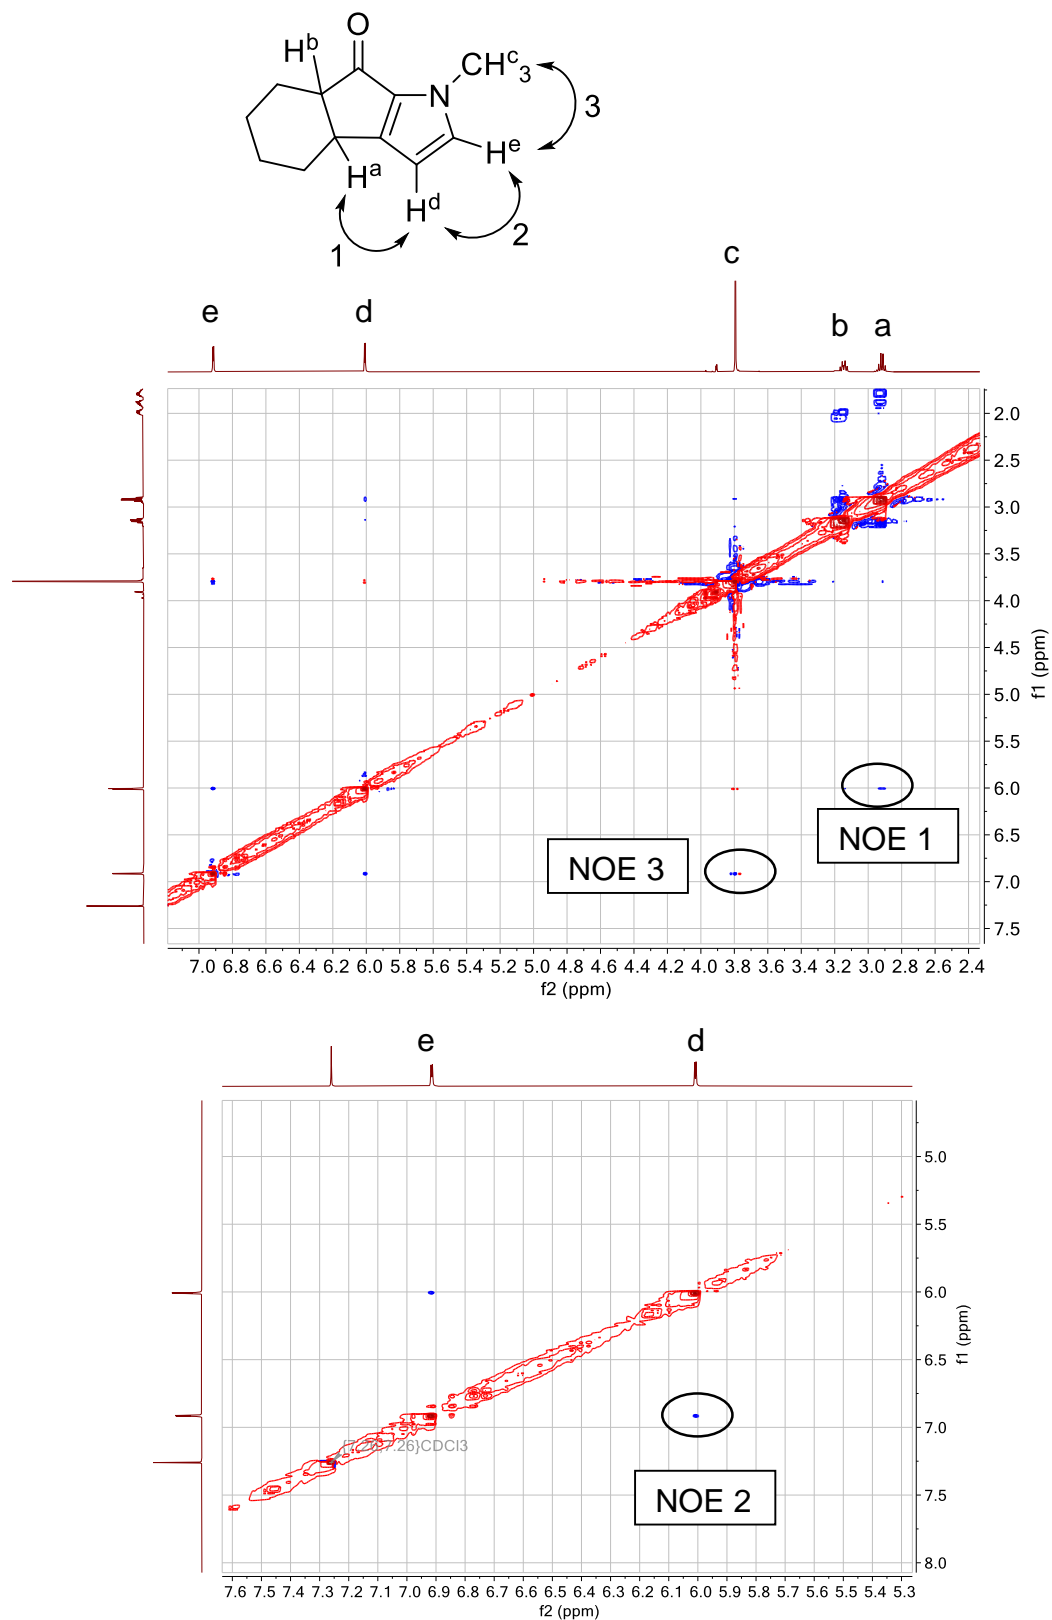 O
Hᵇ
CHᶜ₃
N
3
Hᵉ
Hᵃ
Hᵈ
2
1
c
e
d
b
a
2.0
2.5
3.0
3.5
4.0
4.5
5.0
5.5
6.0
6.5
7.0
7.5
f1 (ppm)
NOE 1
NOE 3
7.0 6.8 6.6 6.4 6.2 6.0 5.8 5.6 5.4 5.2 5.0 4.8 4.6 4.4 4.2 4.0 3.8 3.6 3.4 3.2 3.0 2.8 2.6 2.4
f2 (ppm)
e
d
5.0
5.5
6.0
6.5
7.0
7.5
8.0
f1 (ppm)
NOE 2
7.6 7.5 7.4 7.3 7.2 7.1 7.0 6.9 6.8 6.7 6.6 6.5 6.4 6.3 6.2 6.1 6.0 5.9 5.8 5.7 5.6 5.5 5.4 5.3
f2 (ppm)